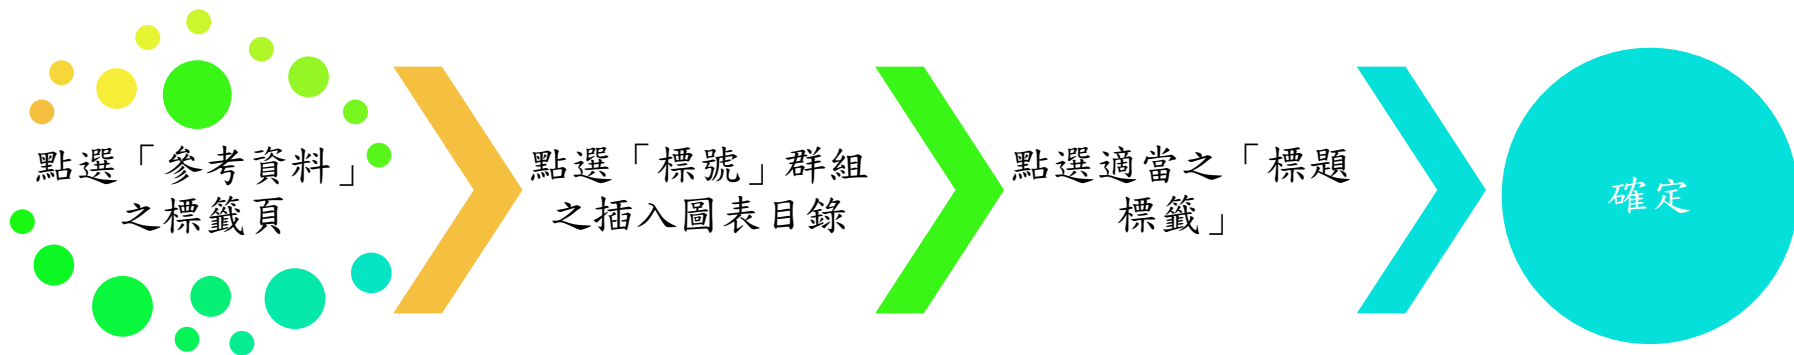 點選「參考資料」
之標籤頁
點選「標號」群組
之插入圖表目錄
點選適當之「標題
標籤」
確定